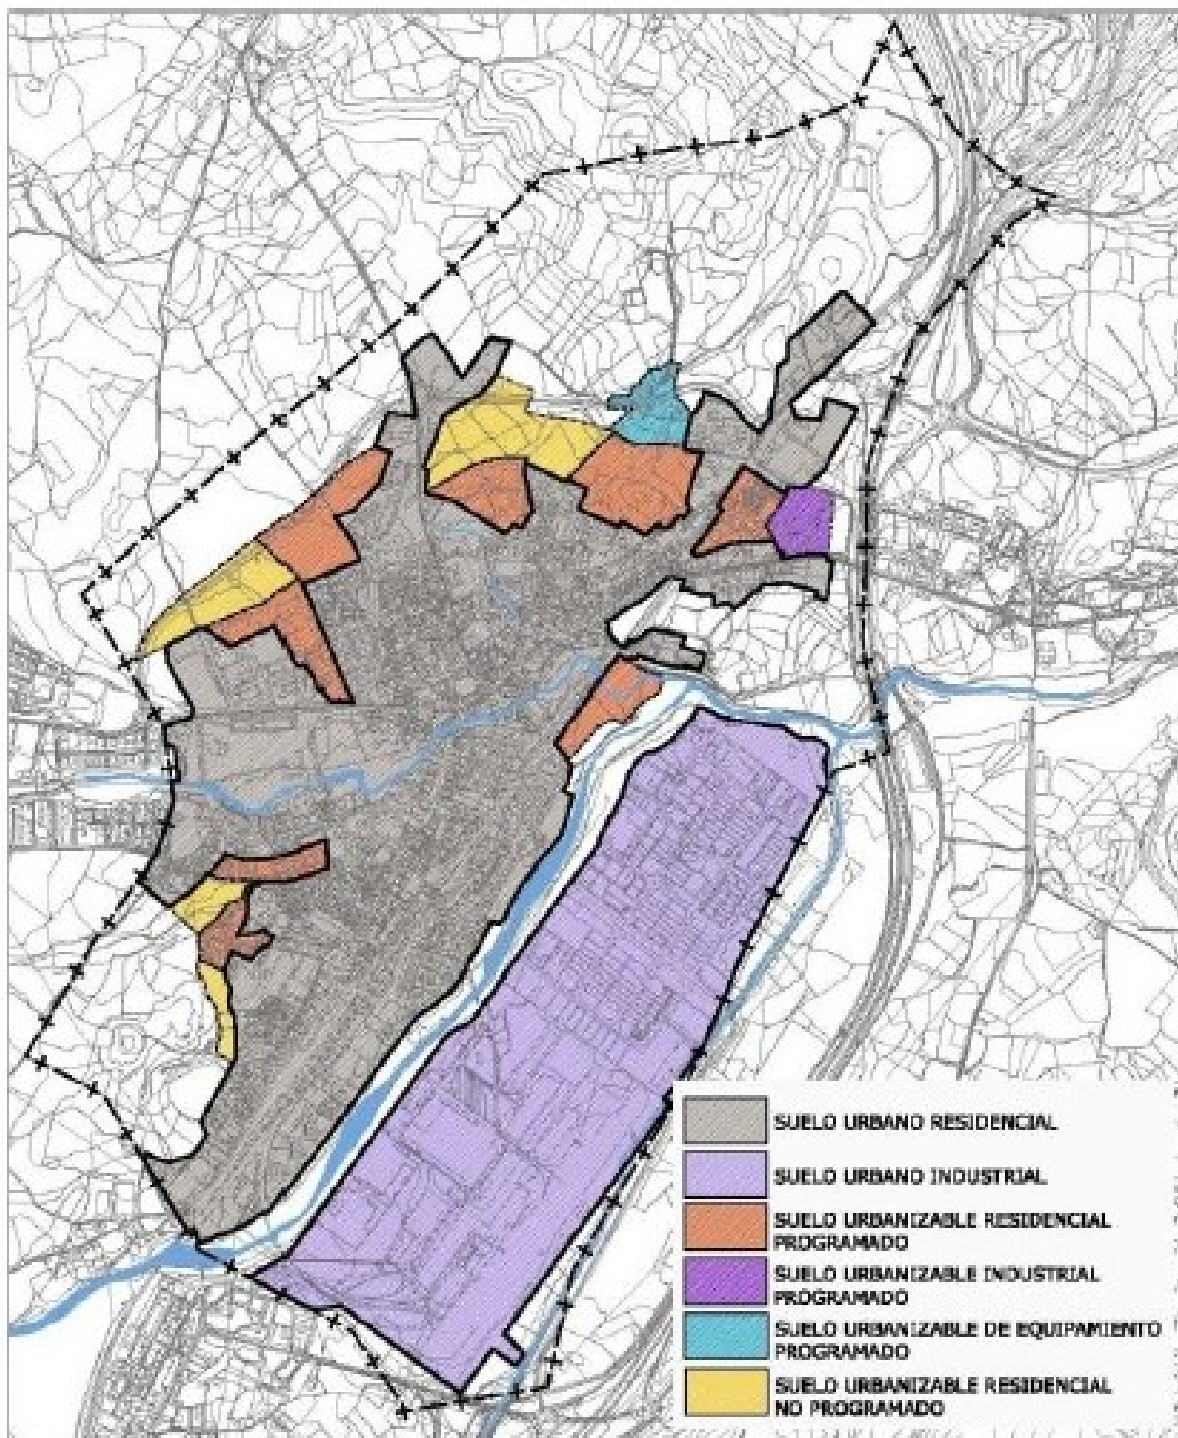 SUELO URBANO RESIDENCIAL
SUELO URBANO INDUSTRIAL
SUELO URBANIZABLE RESIDENCIAL
PROGRAMADO
SUELO URBANIZABLE INDUSTRIAL
PROGRAMADO
SUELO URBANIZABLE DE EQUIPAMIENTO
PROGRAMADO
SUELO URBANIZABLE RESIDENCIAL
NO PROGRAMADO